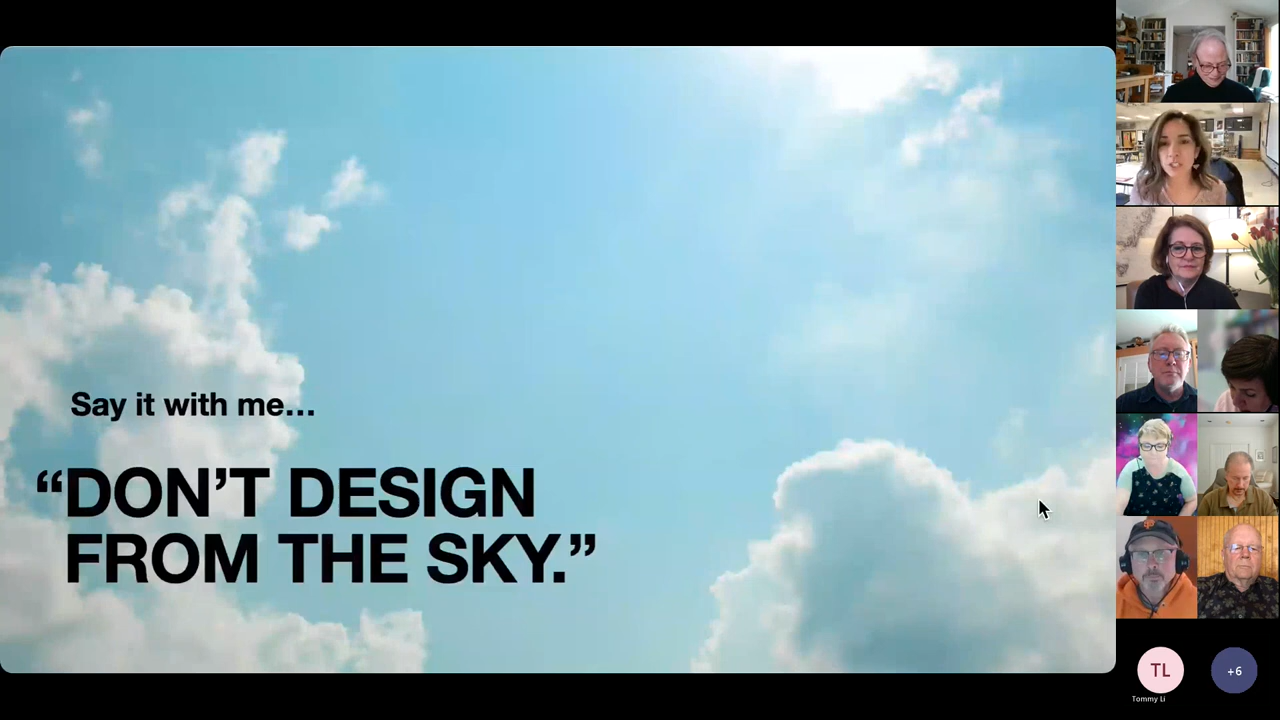 Say it with me...
“DON’T DESIGN
FROM THE SKY.”
TL
+6
Tommy Li